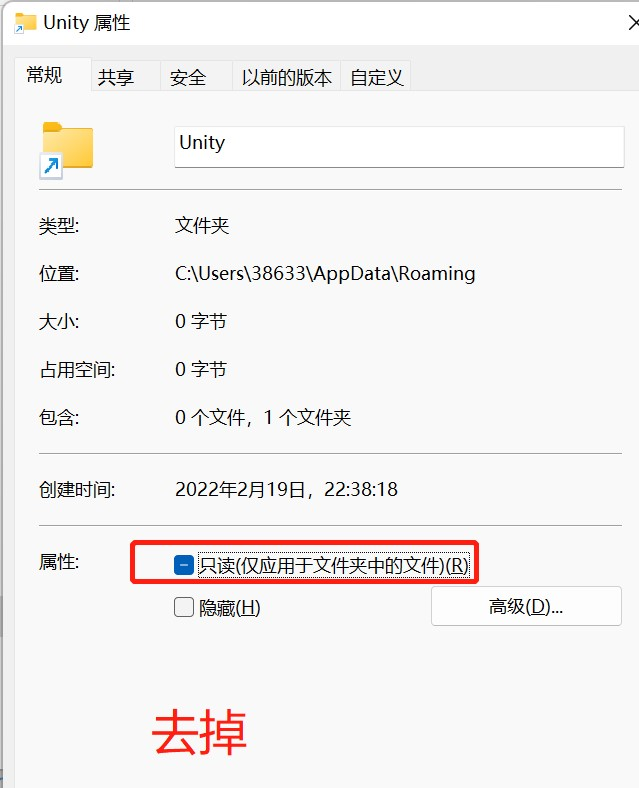 Unity 属性
常规 共享 安全 以前的版本 自定义
Unity
类型: 文件夹
位置: C:\Users\38633\AppData\Roaming
大小: 0 字节
占用空间: 0 字节
包含: 0 个文件，1 个文件夹
创建时间: 2022年2月19日，22:38:18
属性: 只读(仅应用于文件夹中的文件)(R)
隐藏(H) 高级(D)...
去掉